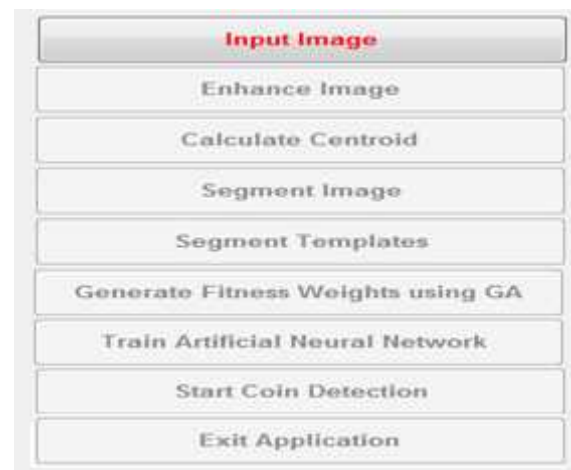 Input Image
Enhance Image
Calculate Centroid
Segment Image
Segment Templates
Generate Fitness Weights using GA
Train Artificial Neural Network
Start Coin Detection
Exit Application